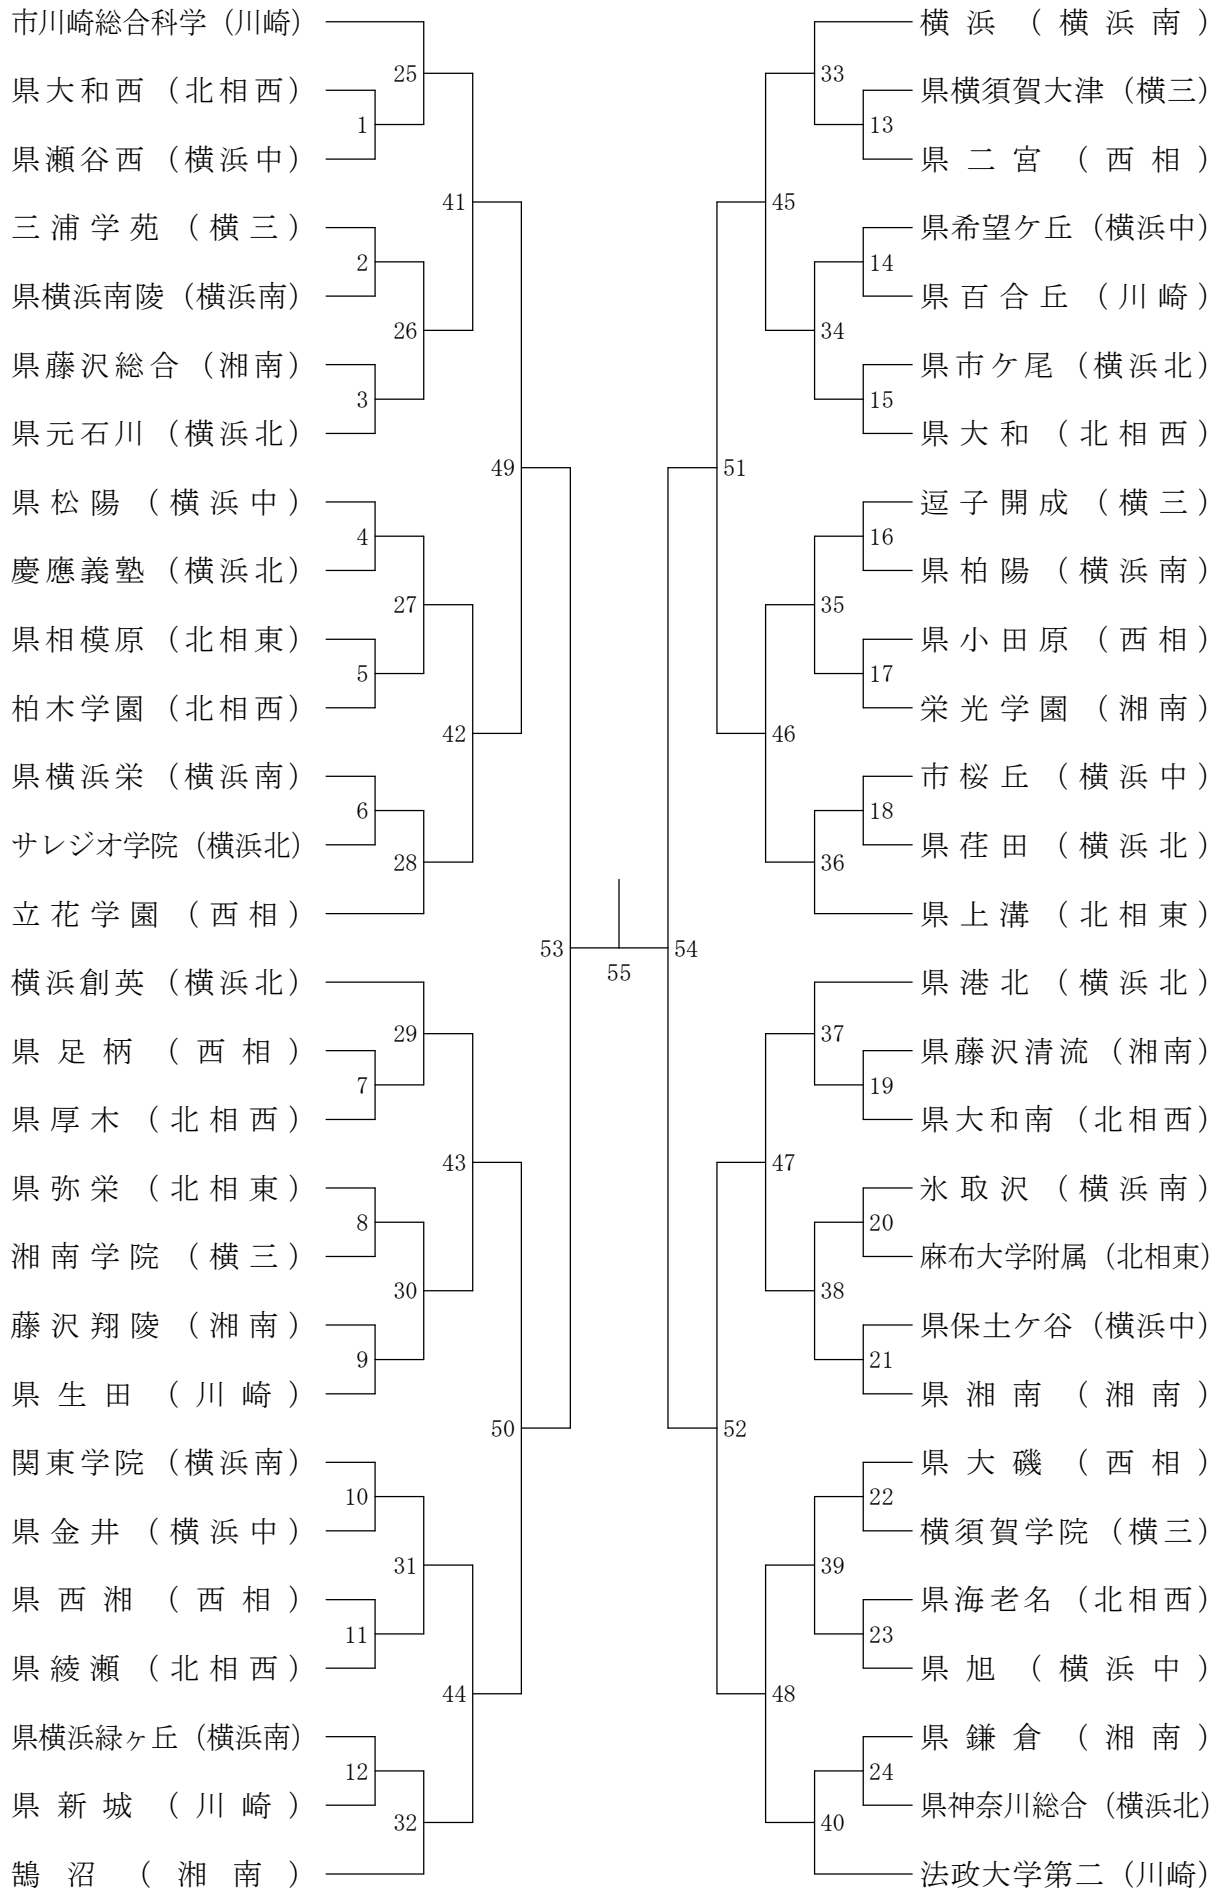 市川崎総合科学（川崎）
県大和西（北相西）
県瀬谷西（横浜中）
三浦学苑（横三）
県横浜南陵（横浜南）
県藤沢総合（湘南）
県元石川（横浜北）
県松陽（横浜中）
慶應義塾（横浜北）
県相模原（北相東）
柏木学園（北相西）
県横浜栄（横浜南）
サレジオ学院（横浜北）
立花学園（西相）
横浜創英（横浜北）
県足柄（西相）
県厚木（北相西）
県弥栄（北相東）
湘南学院（横三）
藤沢翔陵（湘南）
県生田（川崎）
関東学院（横浜南）
県金井（横浜中）
県西湘（西相）
県綾瀬（北相西）
県横浜緑ヶ丘（横浜南）
県新城（川崎）
鵠沼（湘南）
1
2
3
4
5
6
7
8
9
10
11
12
25
26
27
28
29
30
31
32
41
42
43
44
49
50
53
55
54
51
52
45
46
47
48
33
34
35
36
37
38
39
40
13
14
15
16
17
18
19
20
21
22
23
24
横浜（横浜南）
県横須賀大津（横三）
県二宮（西相）
県希望ケ丘（横浜中）
県百合丘（川崎）
県市ケ尾（横浜北）
県大和（北相西）
逗子開成（横三）
県柏陽（横浜南）
県小田原（西相）
栄光学園（湘南）
市桜丘（横浜中）
県荏田（横浜北）
県上溝（北相東）
県港北（横浜北）
県藤沢清流（湘南）
県大和南（北相西）
氷取沢（横浜南）
麻布大学附属（北相東）
県保土ケ谷（横浜中）
県湘南（湘南）
県大磯（西相）
横須賀学院（横三）
県海老名（北相西）
県旭（横浜中）
県鎌倉（湘南）
県神奈川総合（横浜北）
法政大学第二（川崎）